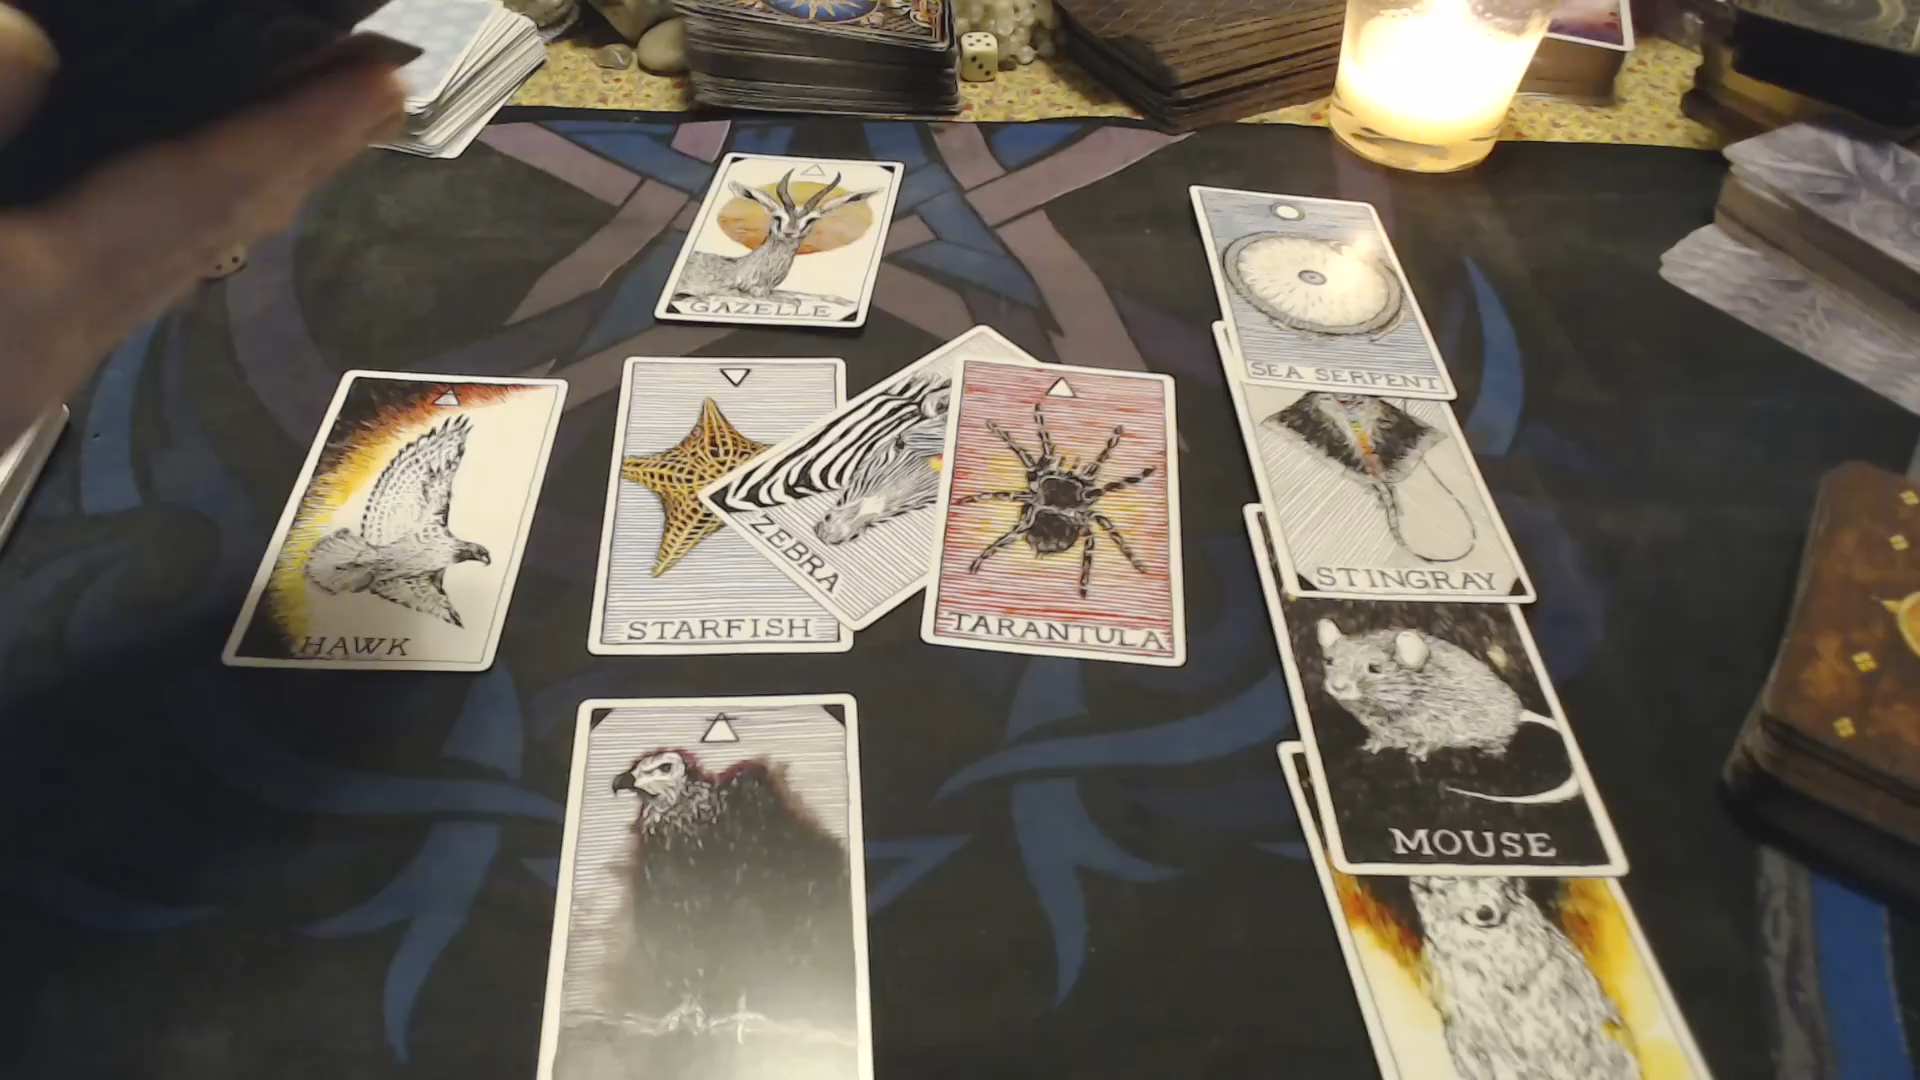 GAZELLE
SEA SERPENT
HAWK
STARFISH
ZEBRA
TARANTULA
STINGRAY
MOUSE